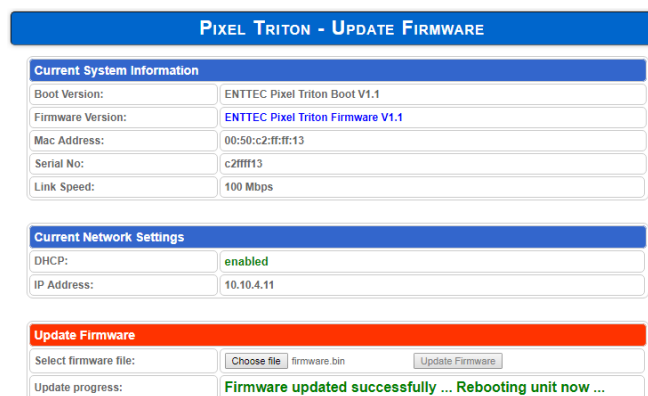 Pixel Triton - Update Firmware
Current System Information
Boot Version: ENTTEC Pixel Triton Boot V1.1
Firmware Version: ENTTEC Pixel Triton Firmware V1.1
Mac Address: 00:50:c2:ff:ff:13
Serial No: c2ffff13
Link Speed: 100 Mbps
Current Network Settings
DHCP: enabled
IP Address: 10.10.4.11
Update Firmware
Select firmware file: Choose file firmware.bin Update Firmware
Update progress: Firmware updated successfully ... Rebooting unit now ...